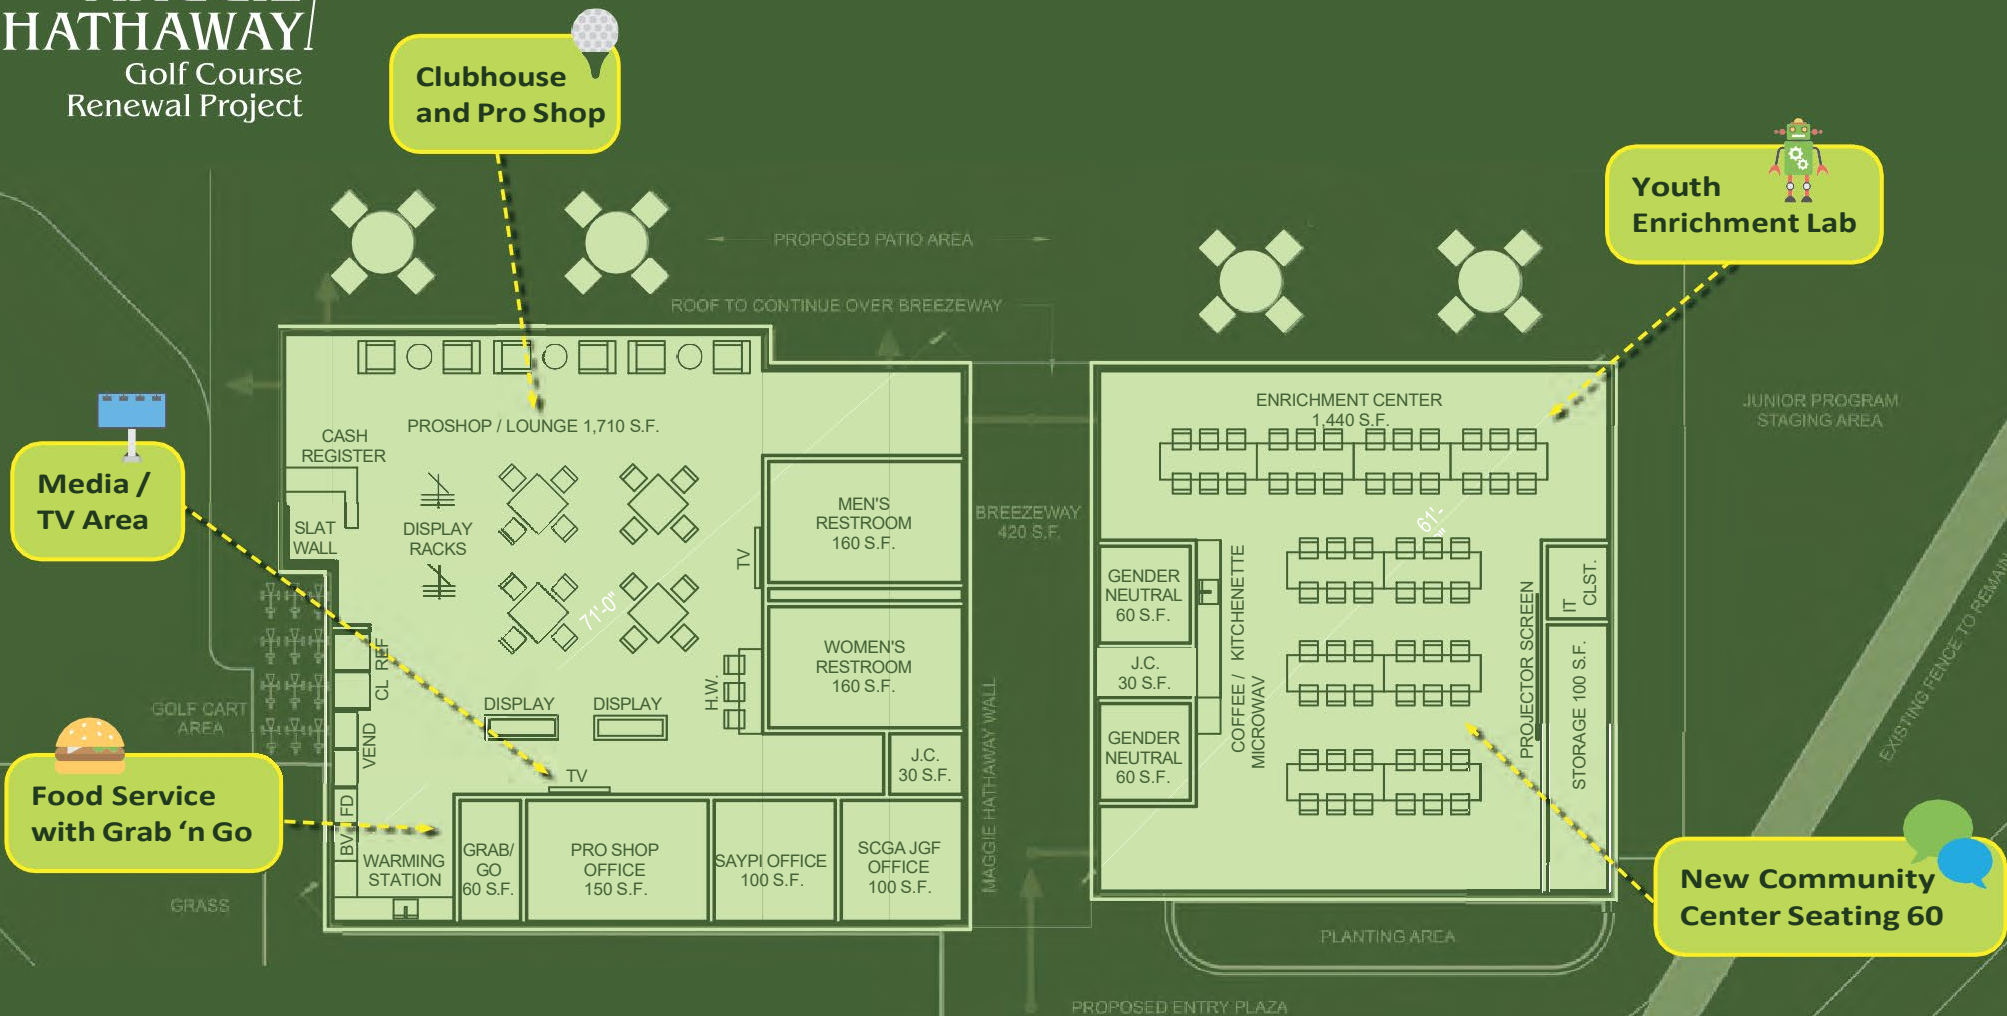 HATHAWAY
Golf Course
Renewal Project
Clubhouse
and Pro Shop
Youth
Enrichment Lab
PROPOSED PATIO AREA
ROOF TO CONTINUE OVER BREEZEWAY
ENRICHMENT CENTER
1,440 S.F.
JUNIOR PROGRAM
STAGING AREA
PROSHOP / LOUNGE 1,710 S.F.
CASH
REGISTER
Media /
TV Area
SLAT
WALL
DISPLAY
RACKS
TV
MEN'S
RESTROOM
160 S.F.
BREEZEWAY
420 S.F.
61'-
GENDER
NEUTRAL
60 S.F.
COFFEE / KITCHENETTE
MICROWAV
PROJECTOR SCREEN
IT
CLST.
EXISTING FENCE TO REMAIN
71'-0"
WOMEN'S
RESTROOM
160 S.F.
J.C.
30 S.F.
CL REF
H.W.
STORAGE 100 S.F.
GOLF CART
AREA
DISPLAY
DISPLAY
VEND
MAGGIE HATHAWAY WALL
GENDER
NEUTRAL
60 S.F.
J.C.
30 S.F.
TV
Food Service
with Grab ‘n Go
BV FD
WARMING
STATION
GRAB/
GO
60 S.F.
PRO SHOP
OFFICE
150 S.F.
SAYPI OFFICE
100 S.F.
SCGA JGF
OFFICE
100 S.F.
New Community
Center Seating 60
GRASS
PLANTING AREA
PROPOSED ENTRY PLAZA